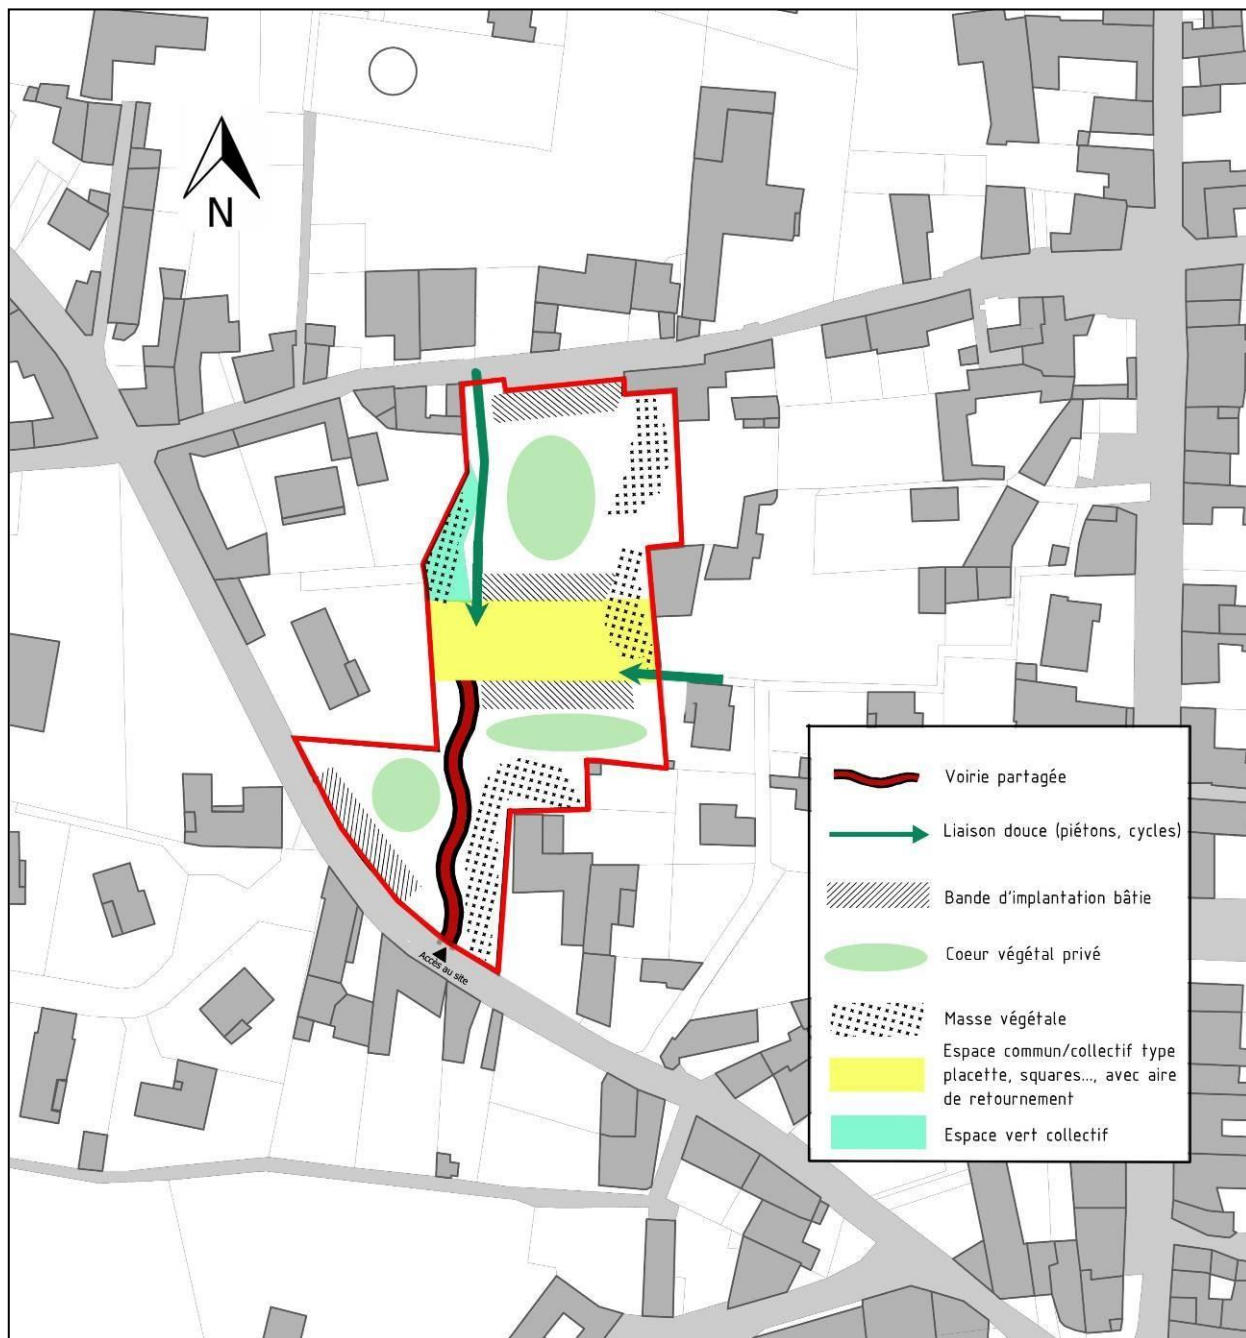 N
Accès au site
Voirie partagée
Liaison douce (piétons, cycles)
Bande d'implantation bâtie
Coeur végétal privé
Masse végétale
Espace commun/collectif type
placette, squares..., avec aire
de retournement
Espace vert collectif